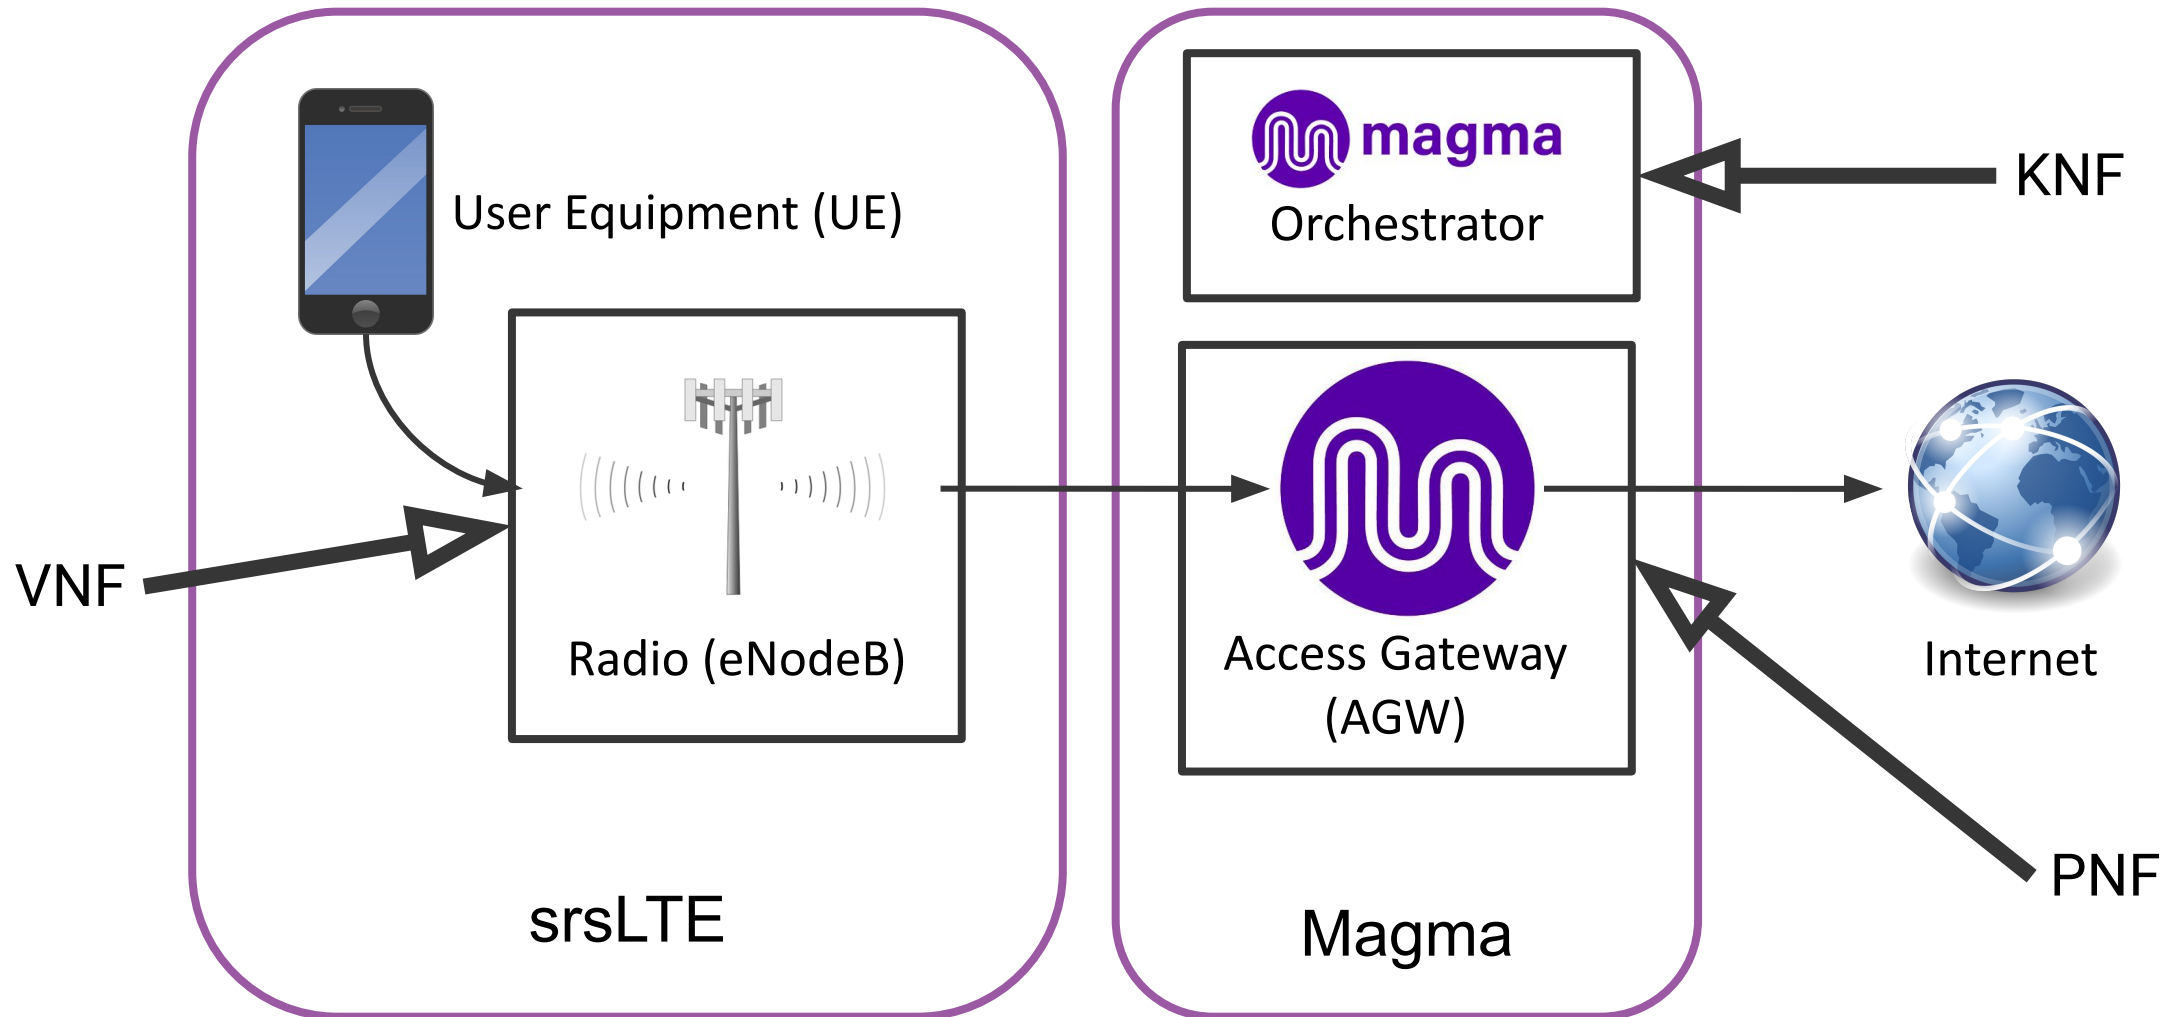 User Equipment (UE)
magma
Orchestrator
KNF
VNF
Radio (eNodeB)
Access Gateway
(AGW)
Internet
PNF
srsLTE
Magma